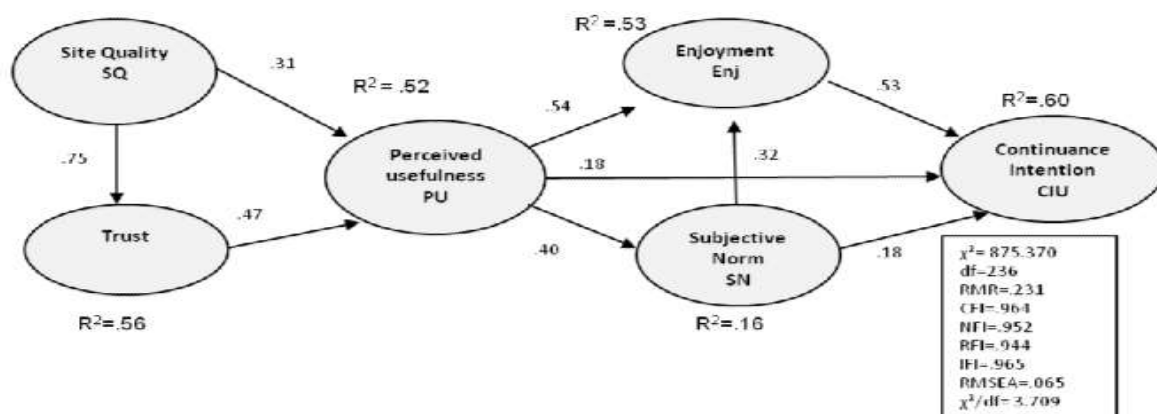 Site Quality
SQ
.31
.75
Trust
.47
R²=.56
R² = .52
Perceived
usefulness
PU
.54
.18
.40
R² =.53
Enjoyment
Enj
.32
Subjective
Norm
SN
R²=.16
.53
.18
R²=.60
Continuance
Intention
CIU
χ²= 875.370
df=236
RMR=.231
CFI=.964
NFI=.952
RFI=.944
IFI=.965
RMSEA=.065
χ²/df= 3.709